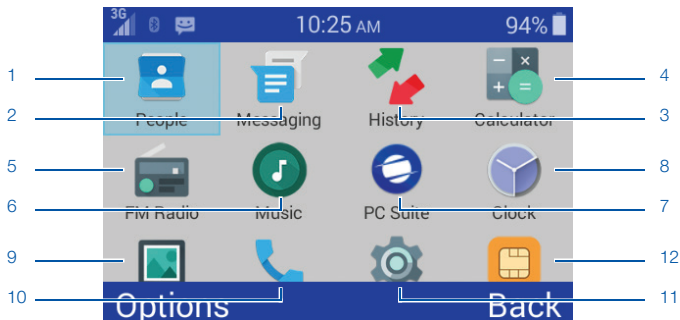 3G
10:25 AM 94%
1 4
2 3
People Messaging History Calculator
5 8
6 7
FM Radio Music PC Suite Clock
9 12
10 11
Options Back